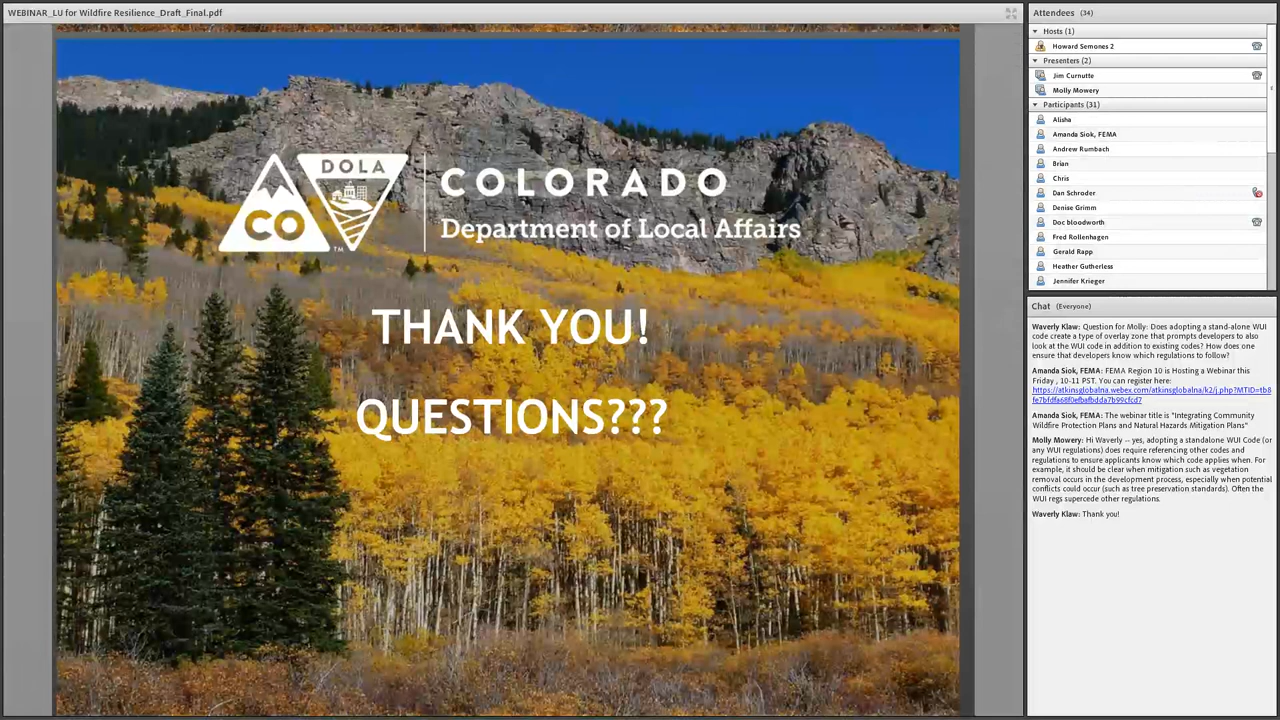 WEBINAR_LU for Wildfire Resilience_Draft_Final.pdf
CO
DOLA
TM
COLORADO
Department of Local Affairs
THANK YOU!
QUESTIONS???
Attendees (34)
Hosts (1)
Howard Semones 2
Presenters (2)
Jim Curnutte
Molly Mowery
Participants (31)
Alisha
Amanda Siok, FEMA
Andrew Rumbach
Brian
Chris
Dan Schroder
Denise Grimm
Doc bloodworth
Fred Rollenhagen
Gerald Rapp
Heather Gutherless
Jennifer Krieger
Chat (Everyone)
Waverly Klaw: Question for Molly: Does adopting a stand-alone WUI
code create a type of overlay zone that prompts developers to also
look at the WUI code in addition to existing codes? How does one
ensure that developers know which regulations to follow?
Amanda Siok, FEMA: FEMA Region 10 is Hosting a Webinar this
Friday , 10-11 PST. You can register here:
https://atkinsglobalna.webex.com/atkinsglobalna/k2/j.php?MTID=tb8
Amanda Siok, FEMA: The webinar title is "Integrating Community
Wildfire Protection Plans and Natural Hazards Mitigation Plans"
Molly Mowery: Hi Waverly -- yes, adopting a standalone WUI Code (or
any WUI regulations) does require referencing other codes and
regulations to ensure applicants know which code applies when. For
example, it should be clear when mitigation such as vegetation
removal occurs in the development process, especially when potential
conflicts could occur (such as tree preservation standards). Often the
WUI regs supercede other regulations.
Waverly Klaw: Thank you!